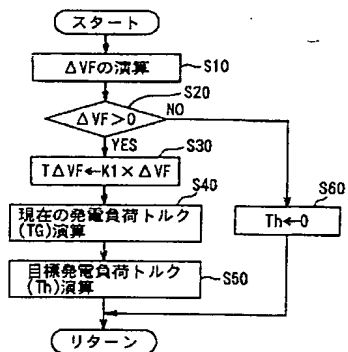 スタート
ΔVFの演算
S10
S20
ΔVF>0
NO
YES
S30
TΔVF←K1×ΔVF
S40
現在の発電負荷トルク
(TG)演算
S60
Th←0
目標発電負荷トルク
(Th)演算
S50
リターン